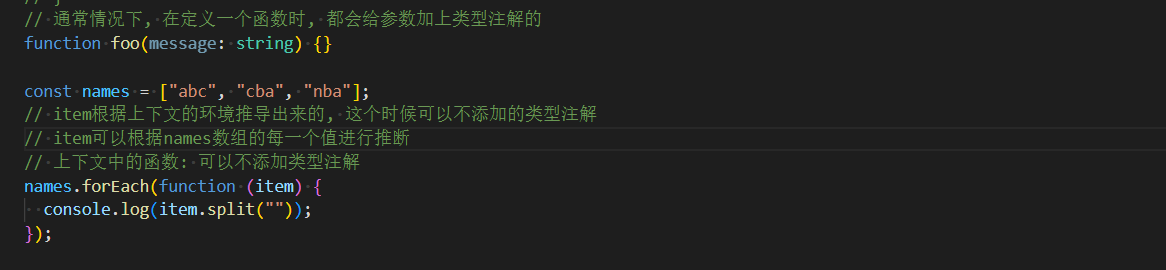 // }
// 通常情况下, 在定义一个函数时, 都会给参数加上类型注解的
function foo(message: string) {}
const names = ["abc", "cba", "nba"];
// item根据上下文的环境推导出来的, 这个时候可以不添加的类型注解
// item可以根据names数组的每一个值进行推断
// 上下文中的函数: 可以不添加类型注解
names.forEach(function (item) {
  console.log(item.split(""));
});